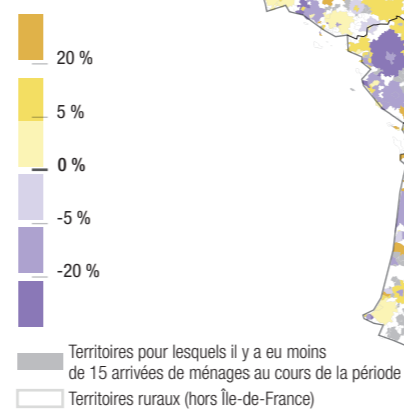 20 %
5 %
0 %
-5 %
-20 %
Territoires pour lesquels il y a eu moins
de 15 arrivées de ménages au cours de la période
Territoires ruraux (hors Île-de-France)